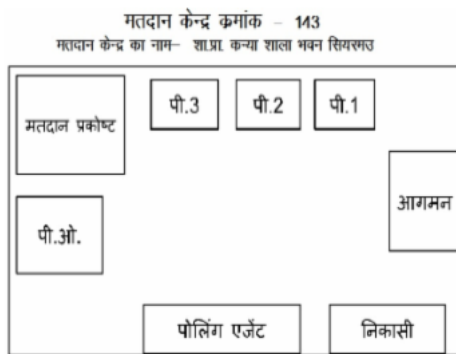 मतदान केन्द्र क्रमांक - 143
मतदान केन्द्र का नाम– शा.प्रा. कन्या शाला भवन सियरमउ
मतदान प्रकोष्ट
पी.3
पी.2
पी.1
आगमन
पी.ओ.
पोलिंग एजेंट
निकासी